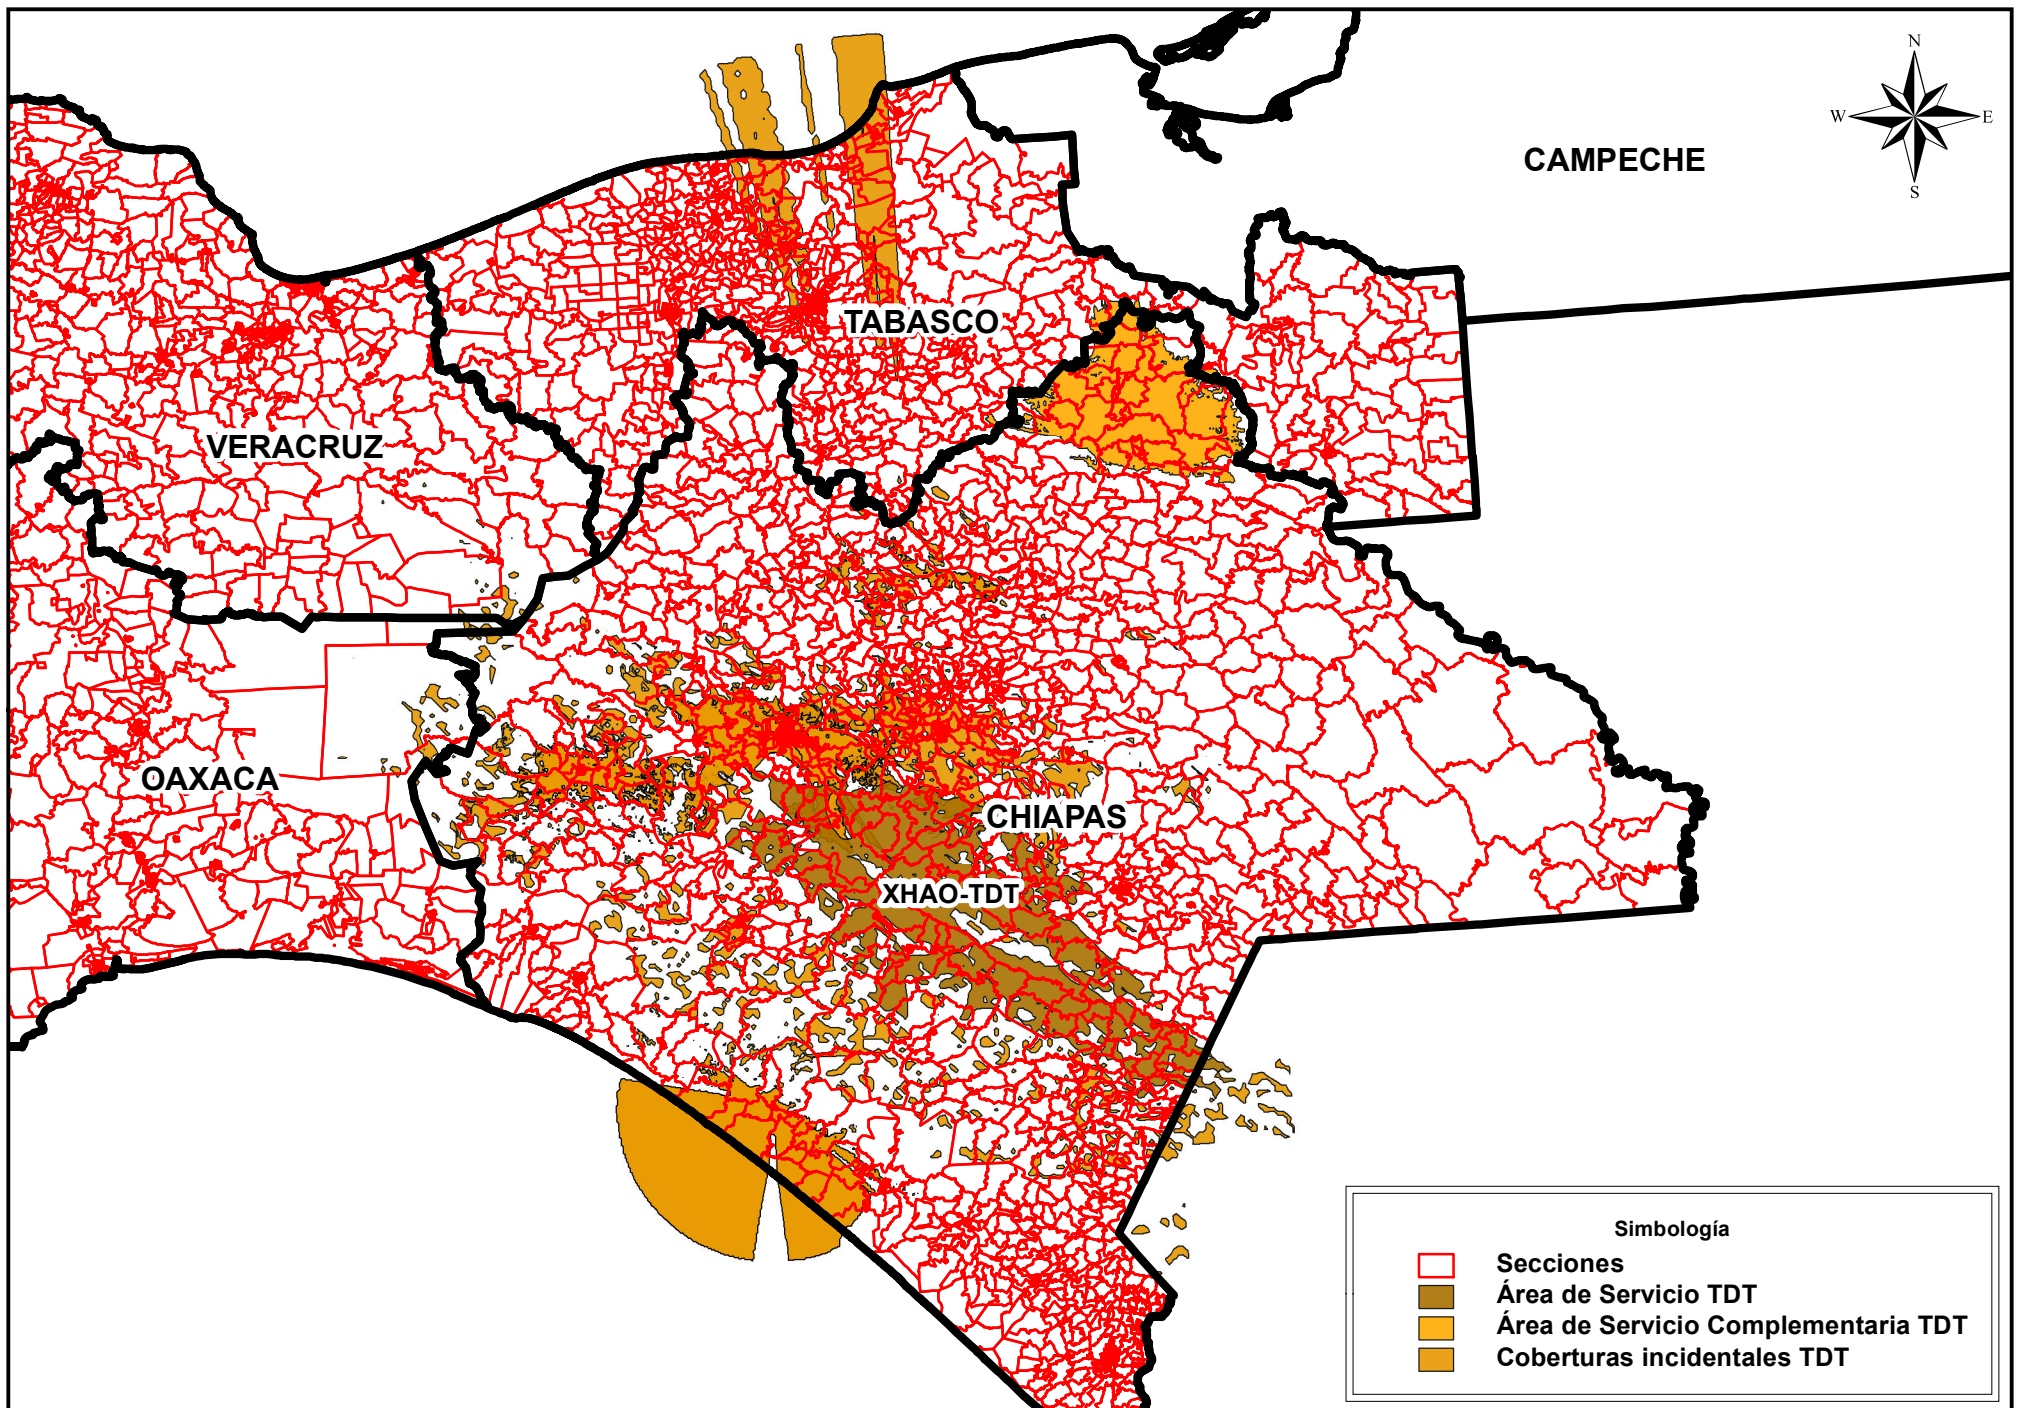 N
W E
S
CAMPECHE
TABASCO
VERACRUZ
OAXACA
CHIAPAS
XHAO-TDT
Simbología
Secciones
Área de Servicio TDT
Área de Servicio Complementaria TDT
Coberturas incidentales TDT